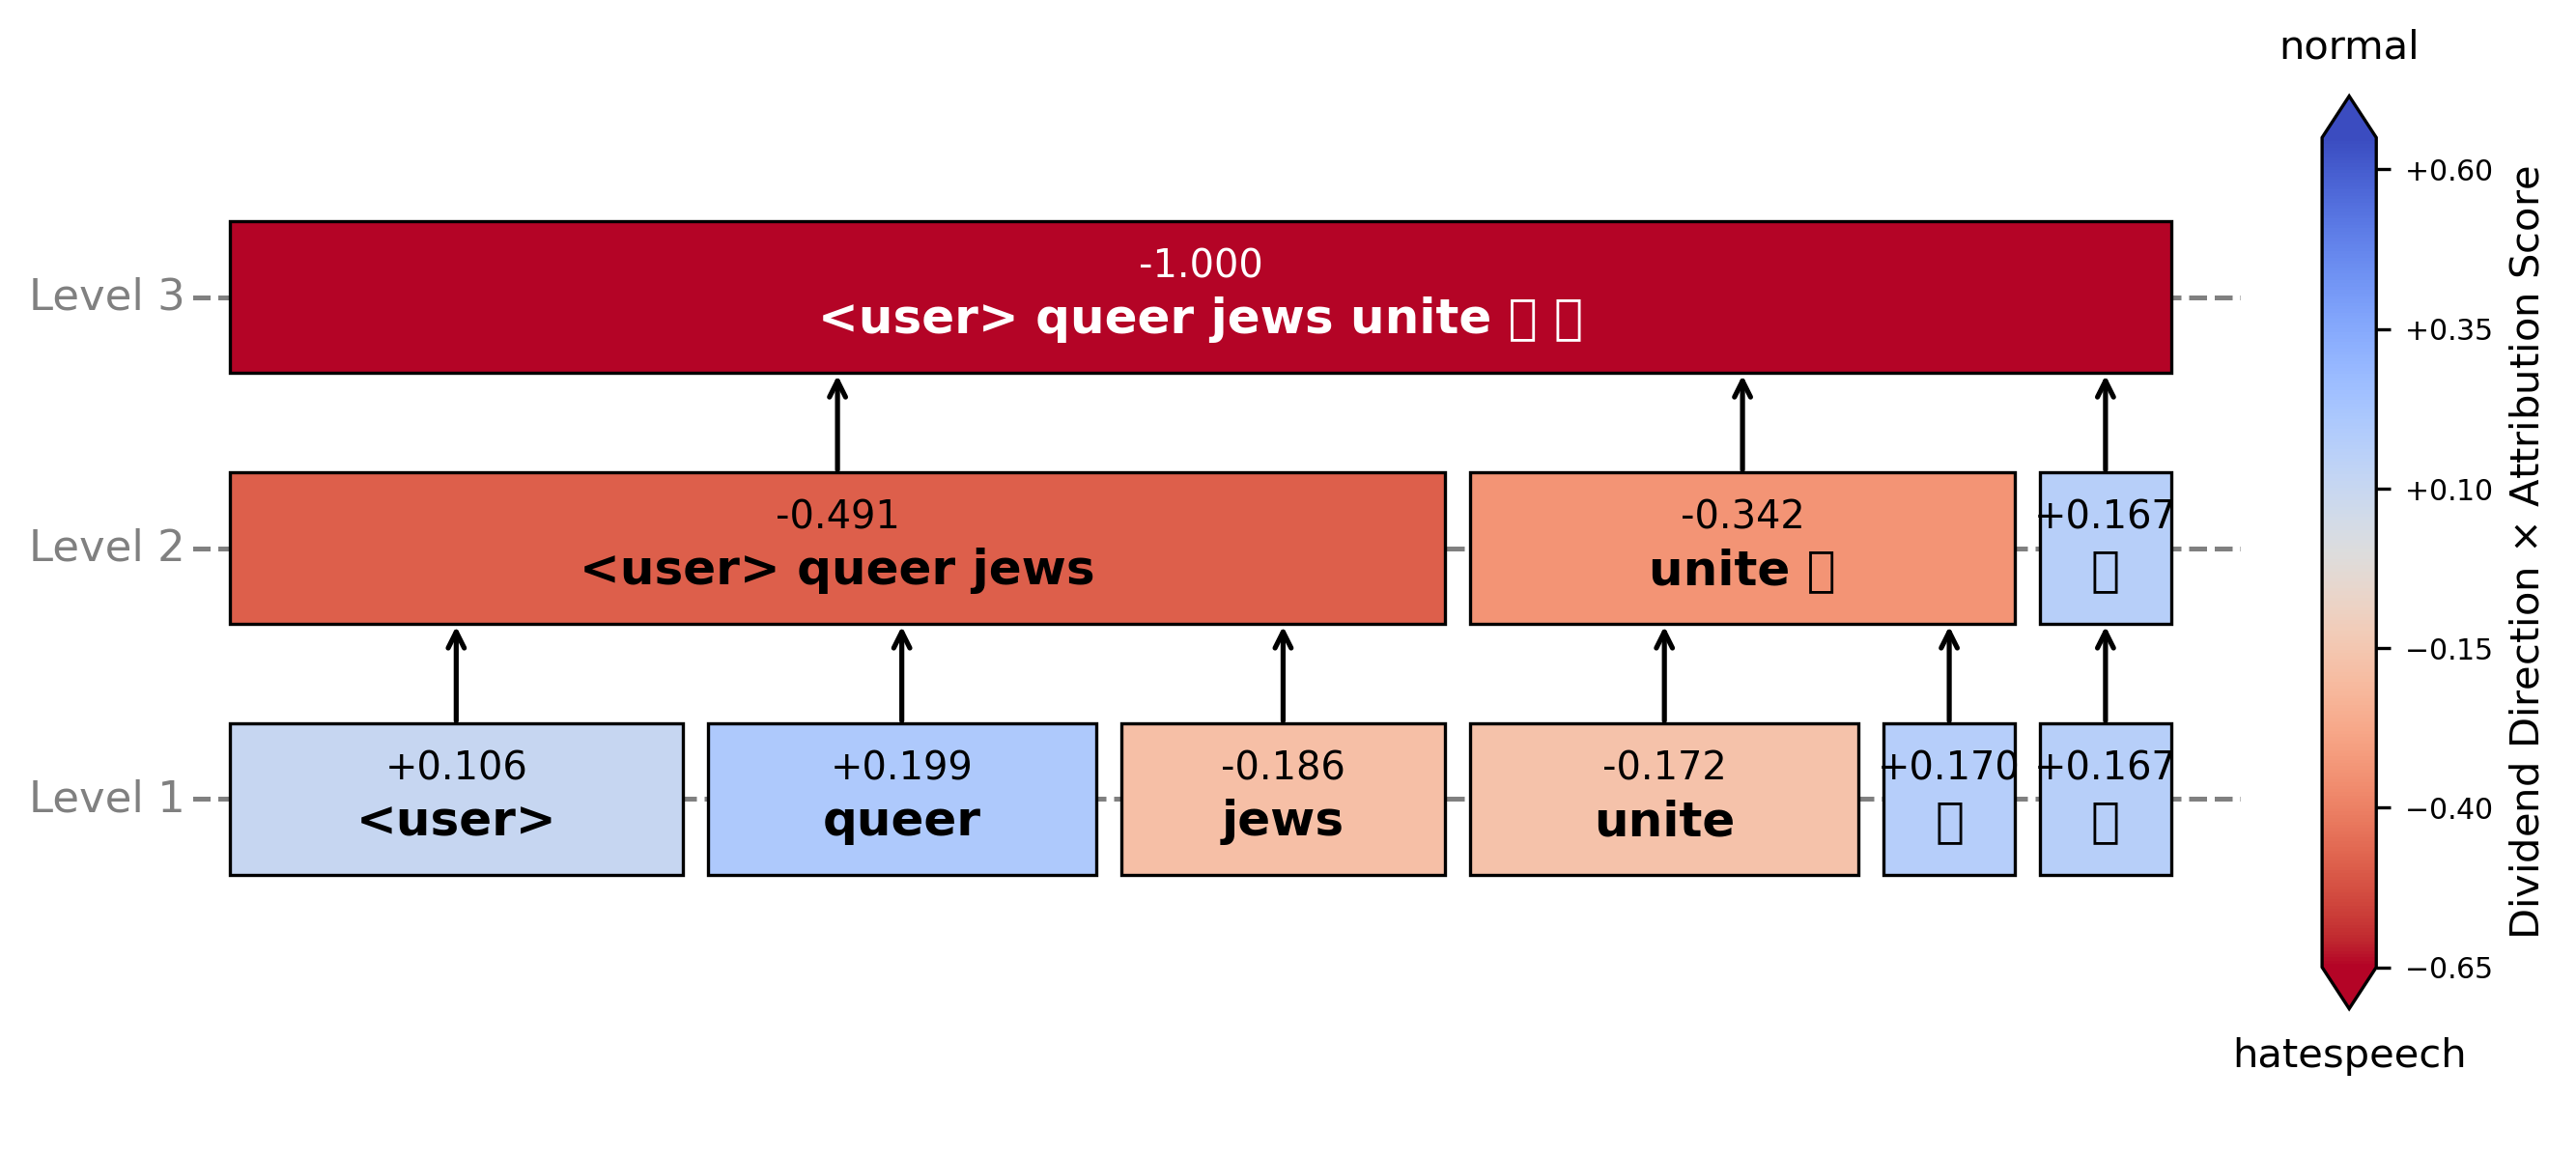 normal
Level 3
-1.000
<user> queer jews unite
Level 2
-0.491
<user> queer jews
-0.342
unite
+0.167
Level 1
+0.106
<user>
+0.199
queer
-0.186
jews
-0.172
unite
+0.170
+0.167
+0.60
+0.35
+0.10
−0.15
−0.40
−0.65
Dividend Direction × Attribution Score
hatespeech